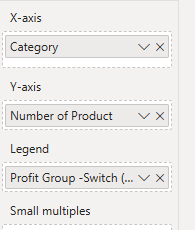 X-axis
Category
Y-axis
Number of Product
Legend
Profit Group -Switch (...
Small multiples